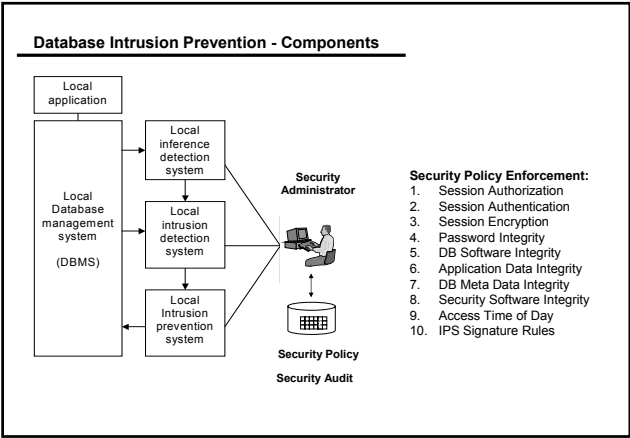 Database Intrusion Prevention - Components
Local
application
Local
Database
management
system
(DBMS)
Local
inference
detection
system
Local
intrusion
detection
system
Local
Intrusion
prevention
system
Security
Administrator
Security Policy
Security Audit
Security Policy Enforcement:
1. Session Authorization
2. Session Authentication
3. Session Encryption
4. Password Integrity
5. DB Software Integrity
6. Application Data Integrity
7. DB Meta Data Integrity
8. Security Software Integrity
9. Access Time of Day
10. IPS Signature Rules